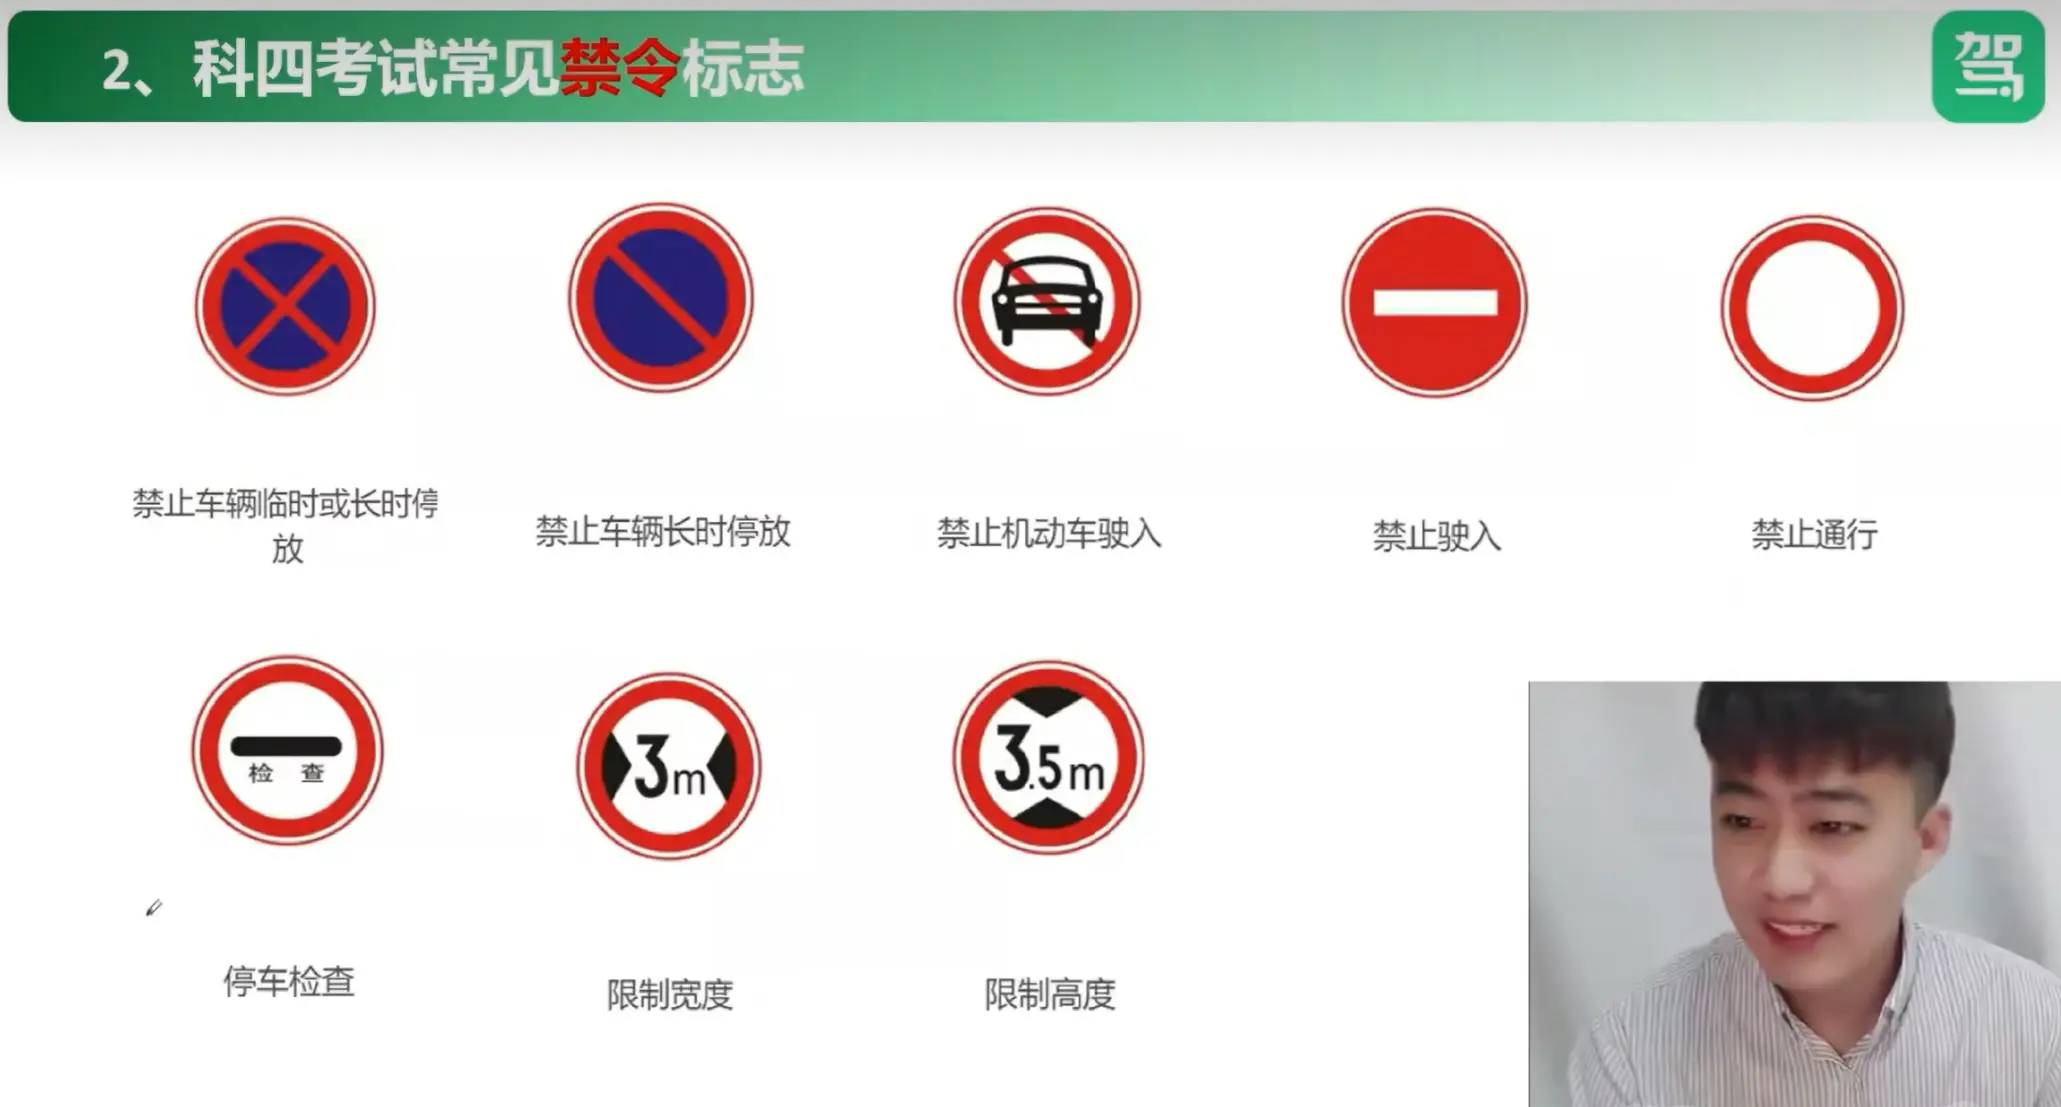 2、科四考试常见禁令标志
驾
禁止车辆临时或长时停
放
禁止车辆长时停放
禁止机动车驶入
禁止驶入
禁止通行
检 查
3m
3.5m
停车检查
限制宽度
限制高度